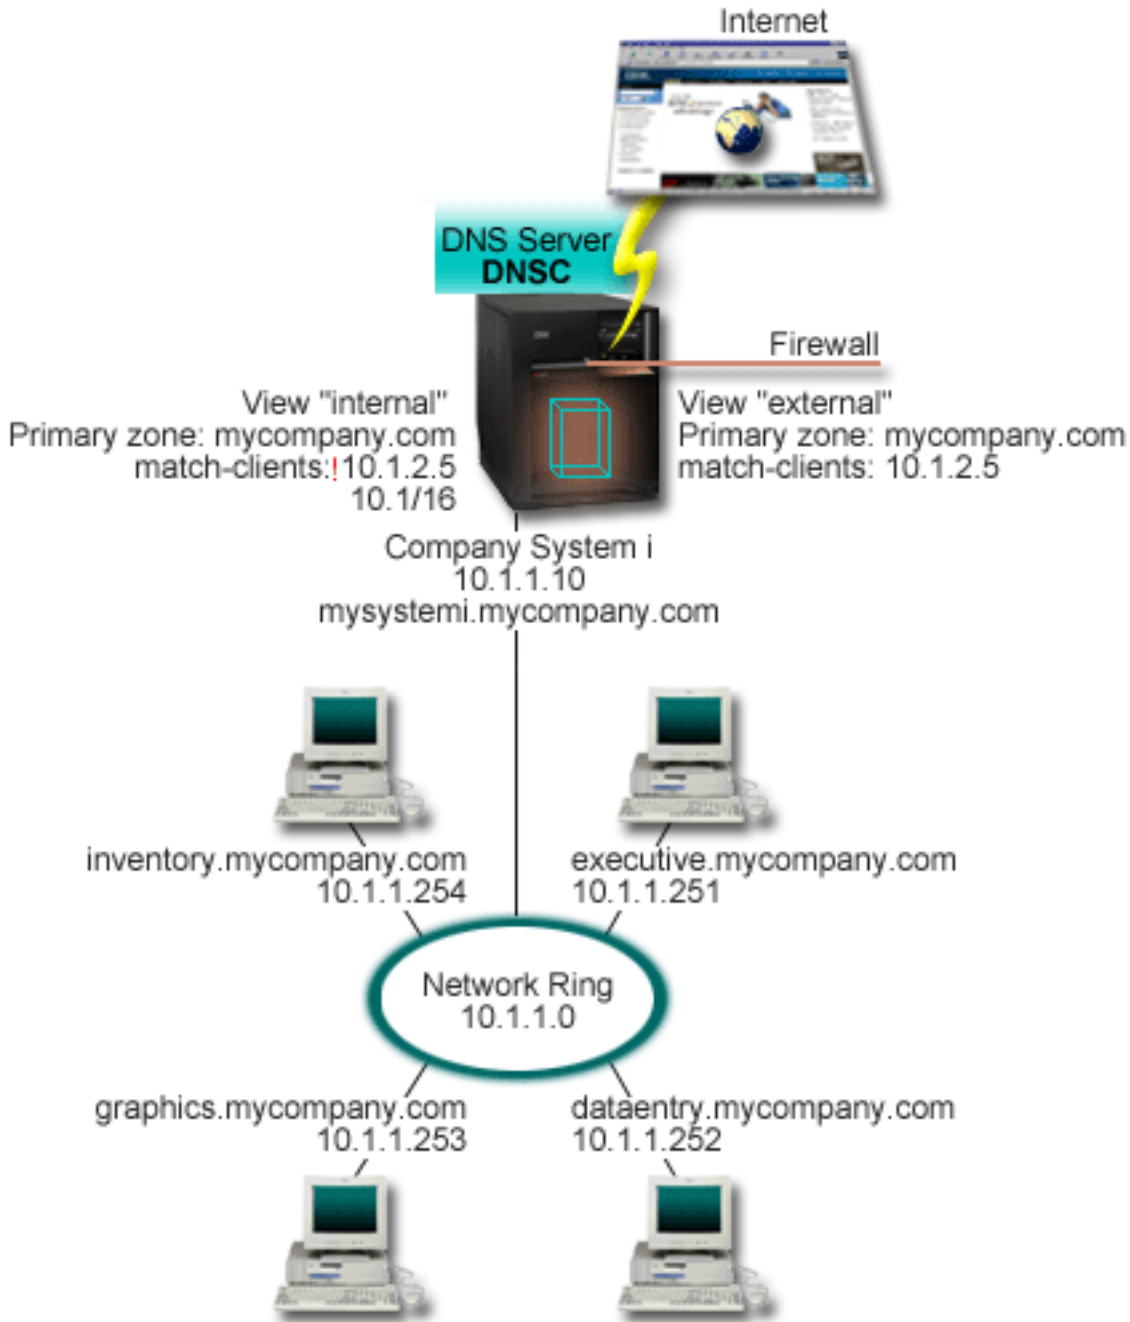 Internet
DNS Server
DNSC
Firewall
View "internal"
Primary zone: mycompany.com
match-clients:!10.1.2.5
10.1/16
View "external"
Primary zone: mycompany.com
match-clients: 10.1.2.5
Company System i
10.1.1.10
mysystemi.mycompany.com
inventory.mycompany.com
10.1.1.254
executive.mycompany.com
10.1.1.251
Network Ring
10.1.1.0
graphics.mycompany.com
10.1.1.253
dataentry.mycompany.com
10.1.1.252